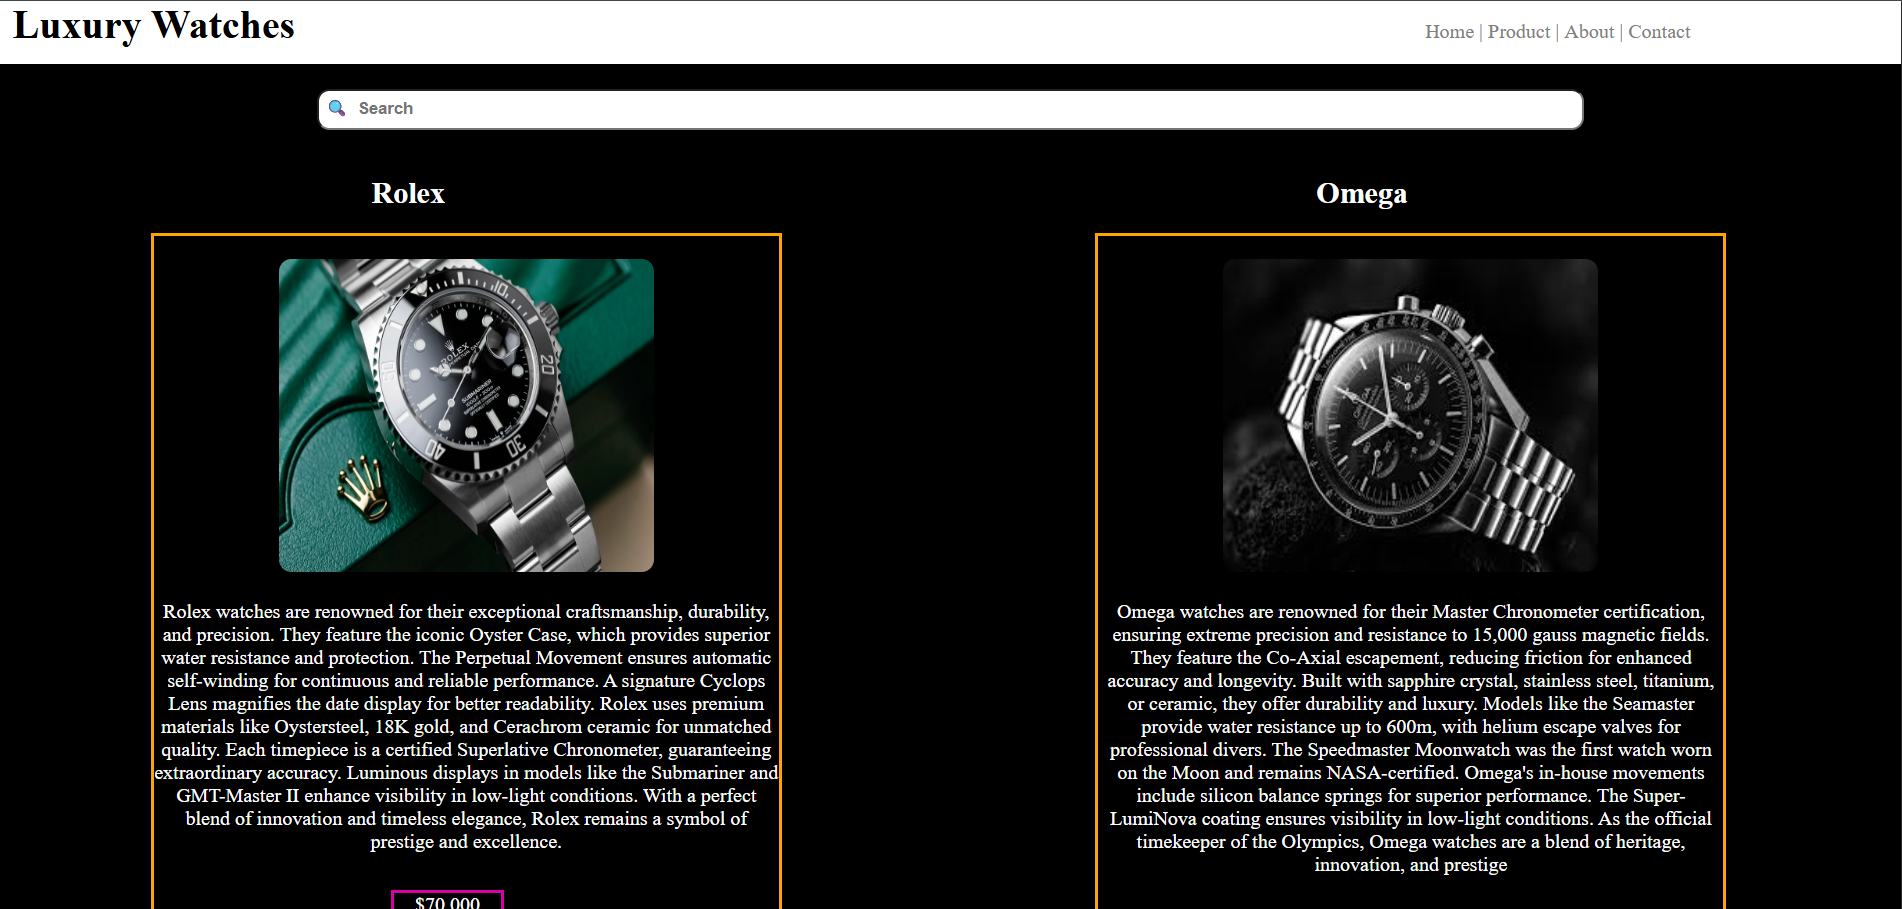 Luxury Watches
Home | Product | About | Contact
Search
Rolex
ROLEX
SUBMARINER
10
20
30
40
50
Rolex watches are renowned for their exceptional craftsmanship, durability,
and precision. They feature the iconic Oyster Case, which provides superior
water resistance and protection. The Perpetual Movement ensures automatic
self-winding for continuous and reliable performance. A signature Cyclops
Lens magnifies the date display for better readability. Rolex uses premium
materials like Oystersteel, 18K gold, and Cerachrom ceramic for unmatched
quality. Each timepiece is a certified Superlative Chronometer, guaranteeing
extraordinary accuracy. Luminous displays in models like the Submariner and
GMT-Master II enhance visibility in low-light conditions. With a perfect
blend of innovation and timeless elegance, Rolex remains a symbol of
prestige and excellence.
$70,000
Omega
OMEGA
Omega watches are renowned for their Master Chronometer certification,
ensuring extreme precision and resistance to 15,000 gauss magnetic fields.
They feature the Co-Axial escapement, reducing friction for enhanced
accuracy and longevity. Built with sapphire crystal, stainless steel, titanium,
or ceramic, they offer durability and luxury. Models like the Seamaster
provide water resistance up to 600m, with helium escape valves for
professional divers. The Speedmaster Moonwatch was the first watch worn
on the Moon and remains NASA-certified. Omega's in-house movements
include silicon balance springs for superior performance. The Super-
LumiNova coating ensures visibility in low-light conditions. As the official
timekeeper of the Olympics, Omega watches are a blend of heritage,
innovation, and prestige